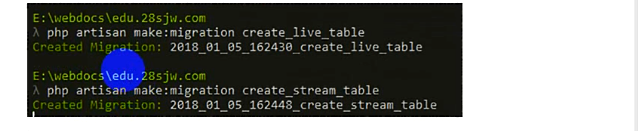 E:\webdocs\edu.28sjw.com
λ php artisan make:migration create_live_table
Created Migration: 2018_01_05_162430_create_live_table
E:\webdocs\edu.28sjw.com
λ php artisan make:migration create_stream_table
Created Migration: 2018_01_05_162448_create_stream_table